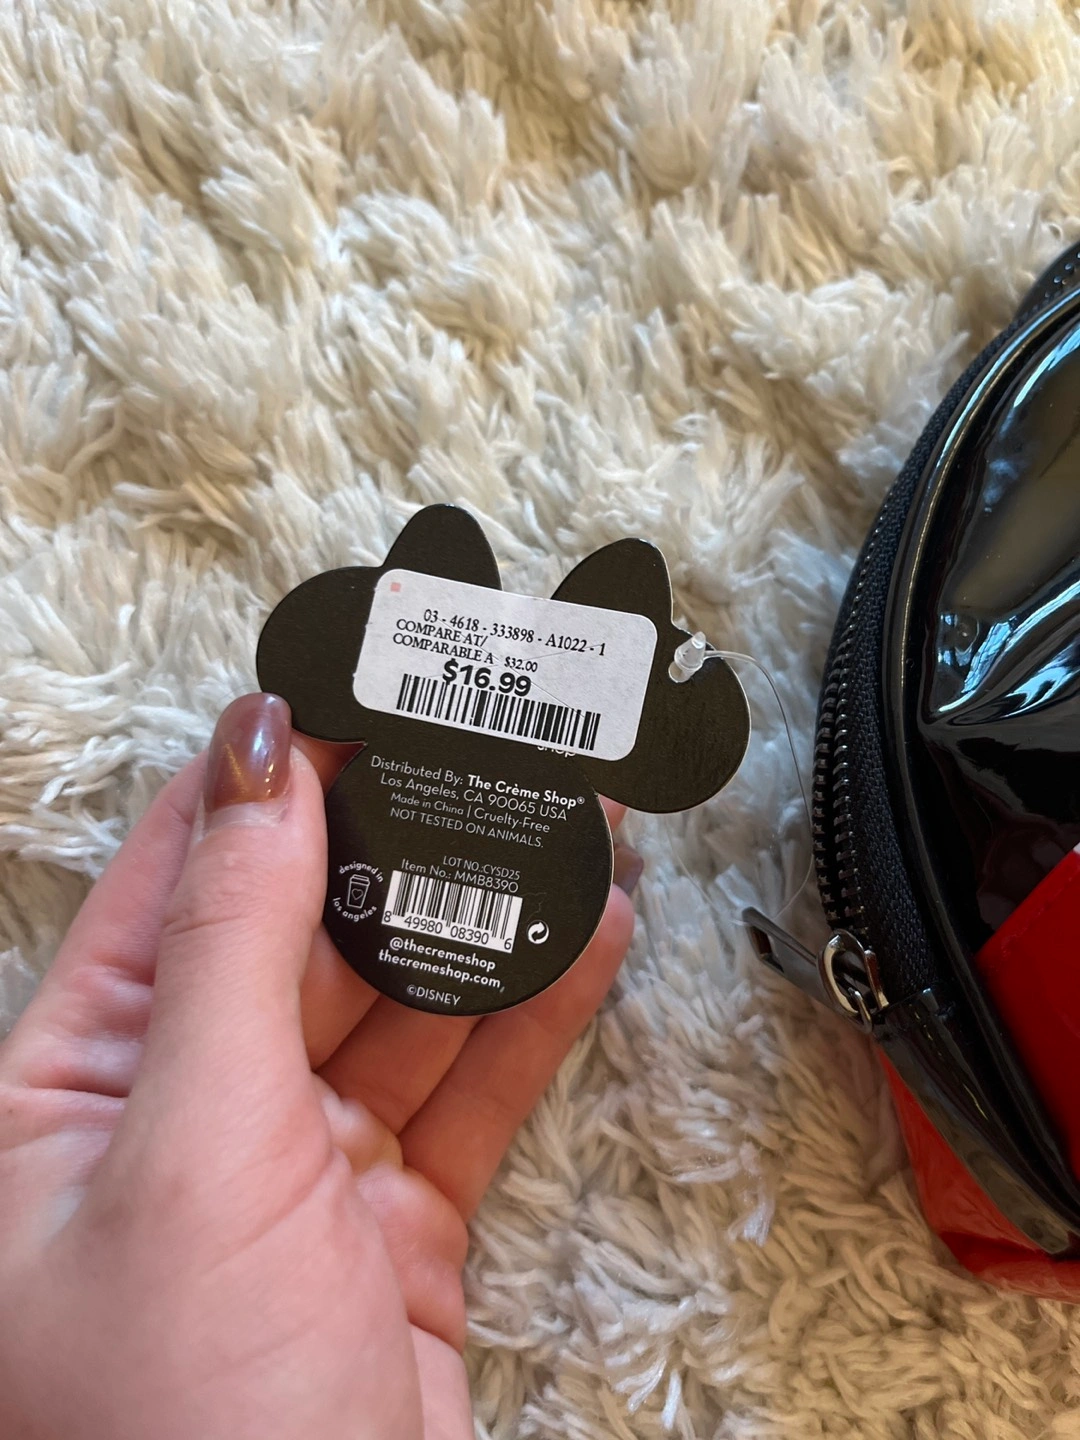 03 - 4618 - 333898 - A1022 - 1
COMPARE AT/
COMPARABLE A $32.00
$16.99
shop
Distributed By: The Crème Shop®
Los Angeles, CA 90065 USA
Made in China | Cruelty-Free
NOT TESTED ON ANIMALS.
LOT NO.:CYSD25
Item No.: MMB8390
designed in
los angeles
8 49980 08390 6
@thecremeshop
thecremeshop.com
©DISNEY